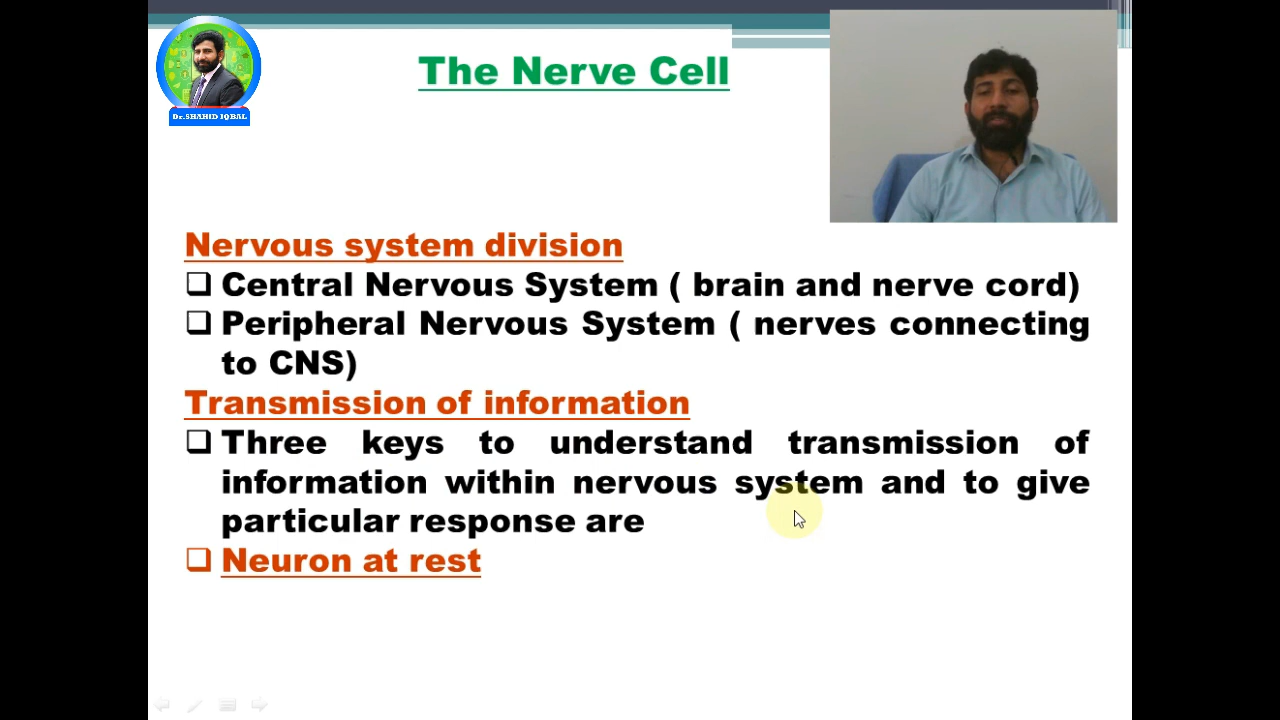 Dr.SHAHID IQBAL
The Nerve Cell
Nervous system division
❑ Central Nervous System ( brain and nerve cord)
❑ Peripheral Nervous System ( nerves connecting
to CNS)
Transmission of information
❑ Three keys to understand transmission of
information within nervous system and to give
particular response are
❑ Neuron at rest